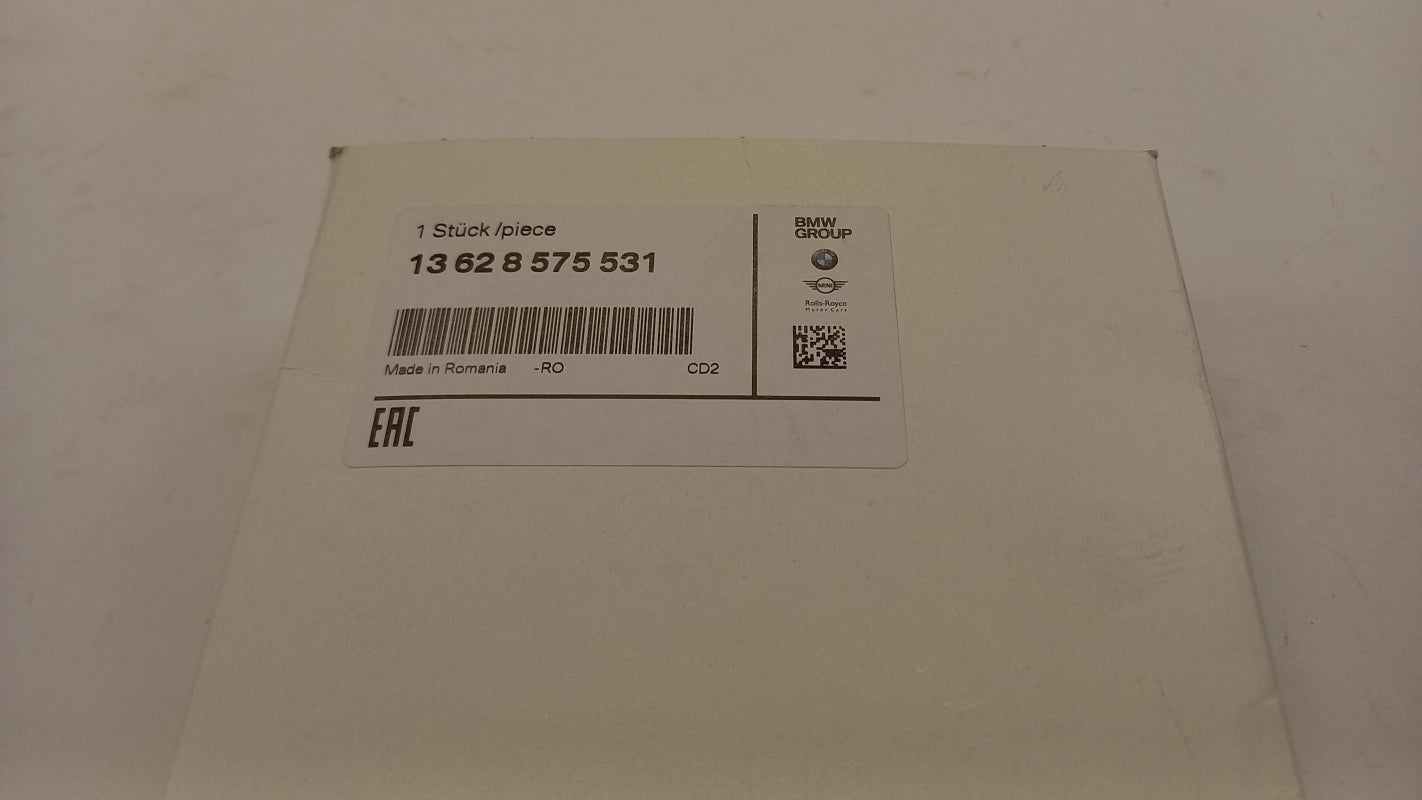 1 Stück /piece
13 62 8 575 531
Made in Romania -RO CD2
EAC
BMW
GROUP
MINI
Rolls-Royce
Motor Cars